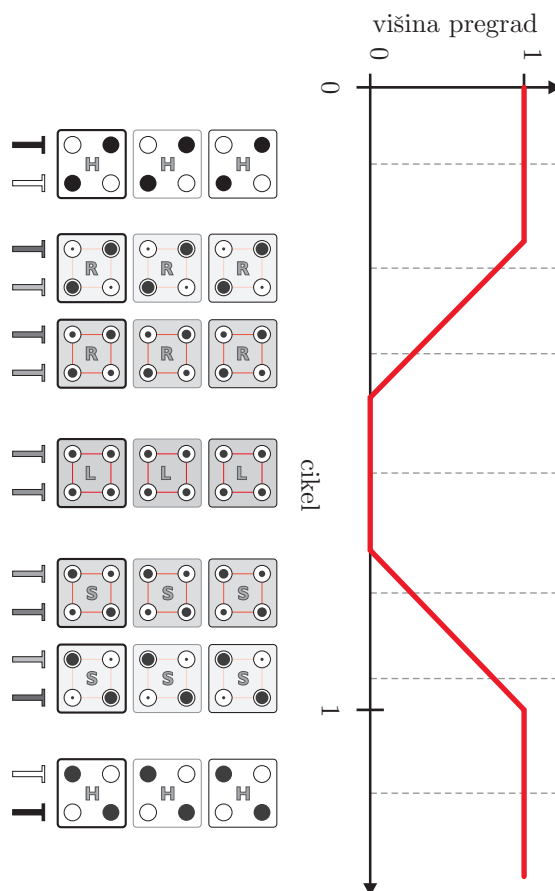 višina pregrad
0 1
0
H H H
R R R
R R R
L L L
cikel
S S S
S S S
1
H H H